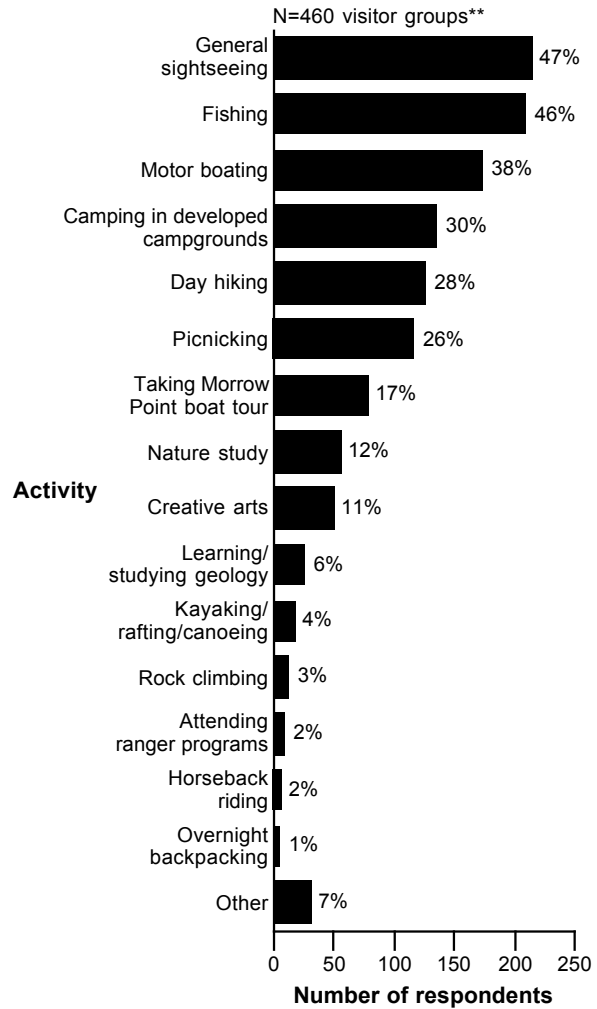 N=460 visitor groups**
General
sightseeing
47%
Fishing
46%
Motor boating
38%
Camping in developed
campgrounds
30%
Day hiking
28%
Picnicking
26%
Taking Morrow
Point boat tour
17%
Nature study
12%
Activity
Creative arts
11%
Learning/
studying geology
6%
Kayaking/
rafting/canoeing
4%
Rock climbing
3%
Attending
ranger programs
2%
Horseback
riding
2%
Overnight
backpacking
1%
Other
7%
0 50 100 150 200 250
Number of respondents